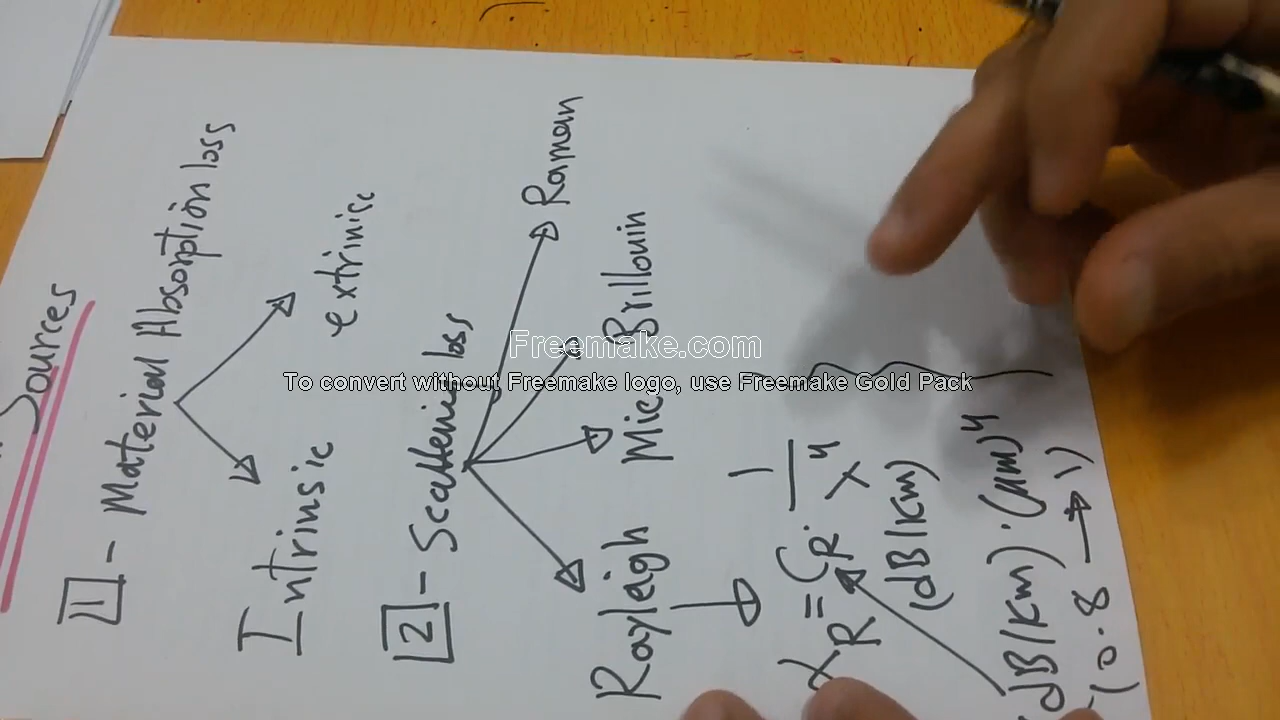 Sources
1 - Material Absorption loss
Intrinsic extrinisc
2 - Scattering loss
Rayleigh Mie Brillouin Raman
αR = CR · 1/λ⁴
(dB/km)
(dB/km)·(μm)⁴
(0.8 → 1)
Freemake.com
To convert without Freemake logo, use Freemake Gold Pack